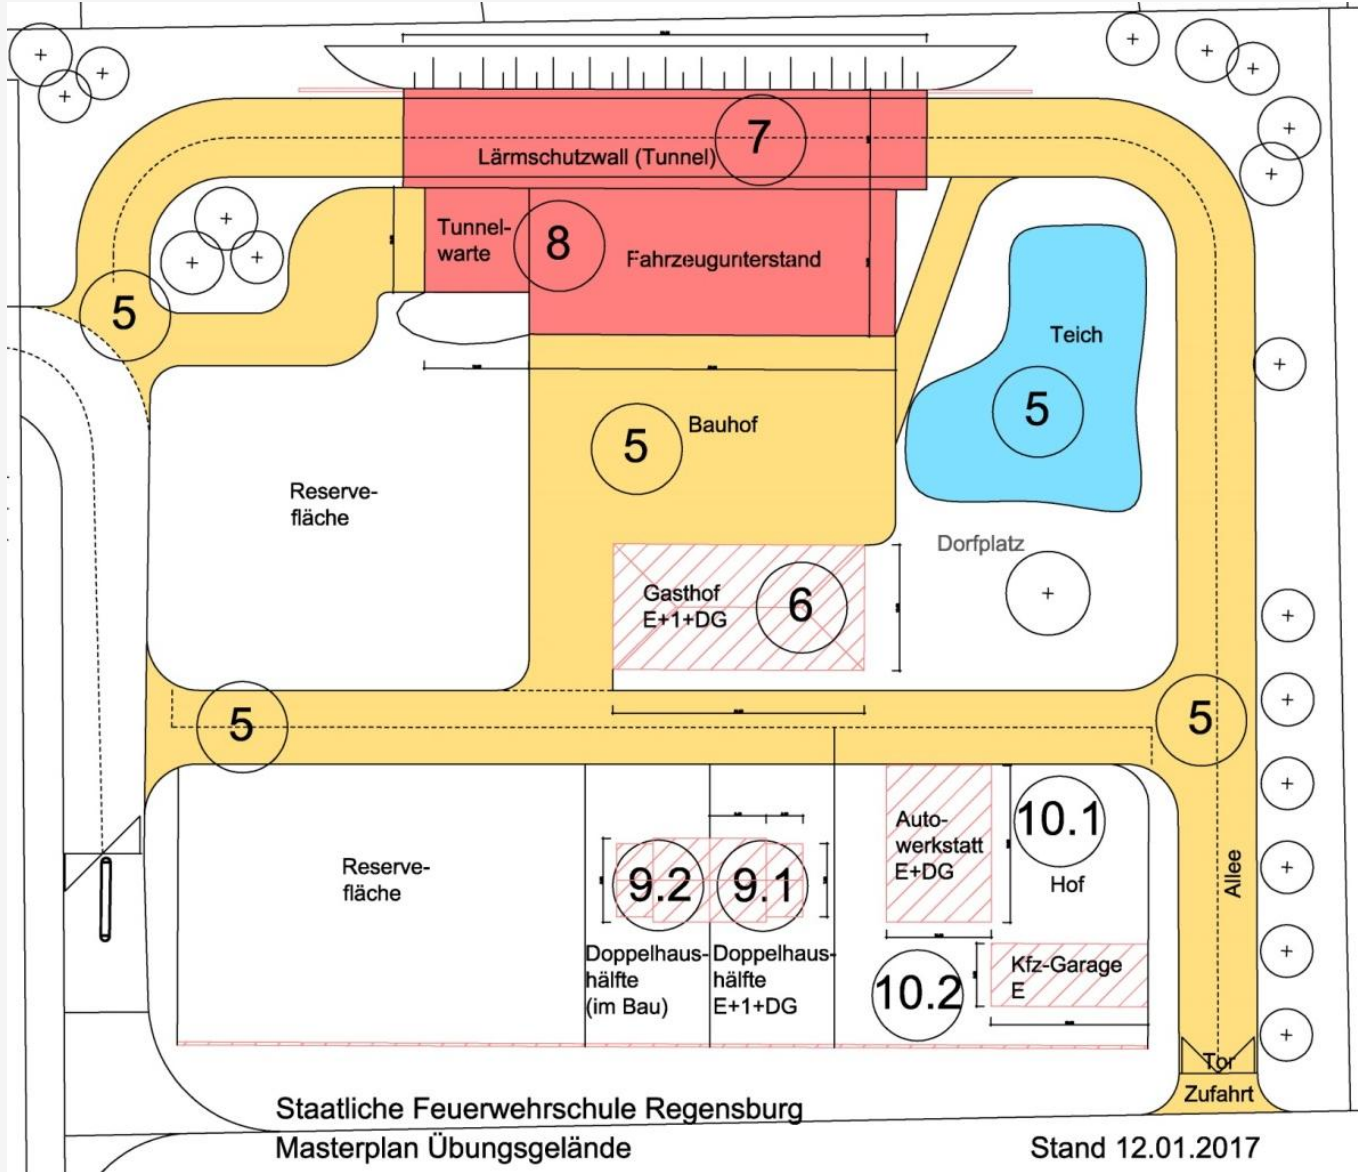 7
Lärmschutzwall (Tunnel)
Tunnel-
warte
8
Fahrzeugunterstand
5
Teich
5
Bauhof
5
Reserve-
fläche
Dorfplatz
Gasthof
E+1+DG
6
5
5
Auto-
werkstatt
E+DG
10.1
Hof
Reserve-
fläche
9.2
9.1
Allee
Doppelhaus-
hälfte
(im Bau)
Doppelhaus-
hälfte
E+1+DG
10.2
Kfz-Garage
E
Tor
Zufahrt
Staatliche Feuerwehrschule Regensburg
Masterplan Übungsgelände
Stand 12.01.2017